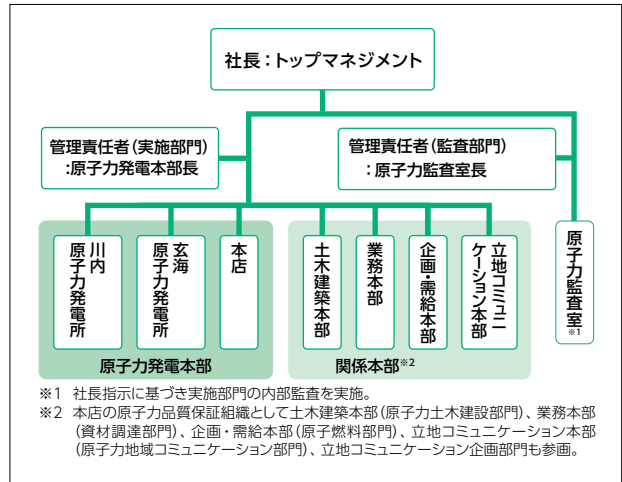 社長：トップマネジメント
管理責任者（実施部門）
：原子力発電本部長
管理責任者（監査部門）
：原子力監査室長
川内
原子力発電所
玄海
原子力発電所
本店
土木建築本部
業務本部
企画・需給本部
立地コミュニ
ケーション本部
原子力監査室※1
原子力発電本部
関係本部※2
※1 社長指示に基づき実施部門の内部監査を実施。
※2 本店の原子力品質保証組織として土木建築本部（原子力土木建設部門）、業務本部
（資材調達部門）、企画・需給本部（原子燃料部門）、立地コミュニケーション本部
（原子力地域コミュニケーション部門）、立地コミュニケーション企画部門も参画。